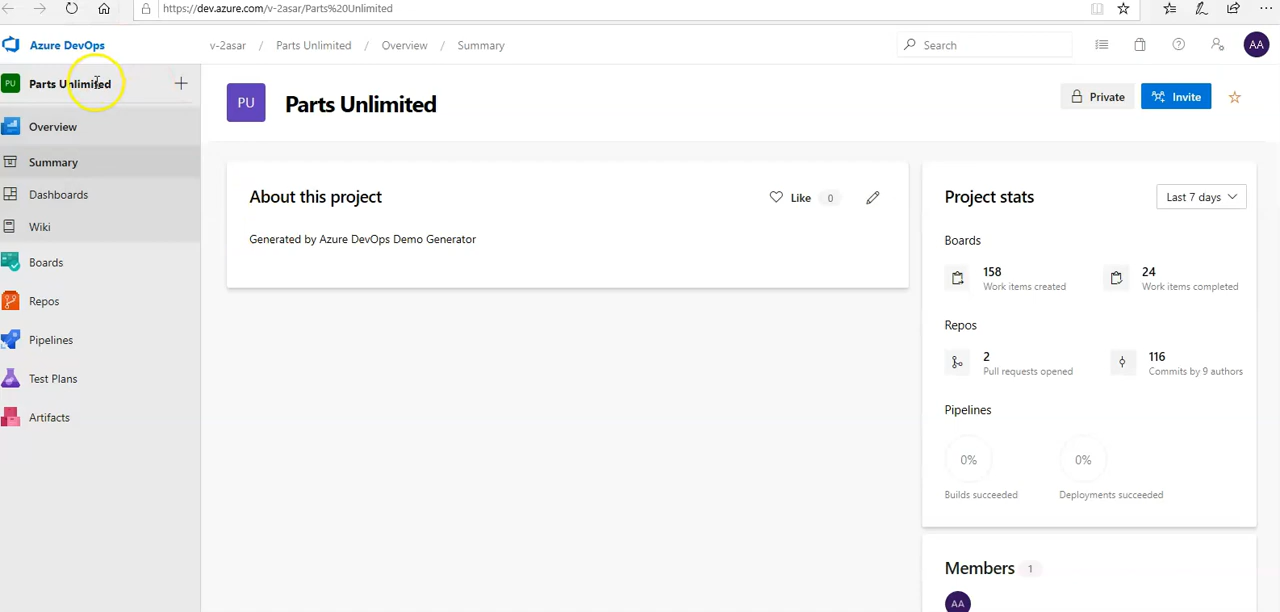 https://dev.azure.com/v-2asar/Parts%20Unlimited
Azure DevOps
v-2asar / Parts Unlimited / Overview / Summary
Search
AA
PU Parts Unlimited
Overview
Summary
Dashboards
Wiki
Boards
Repos
Pipelines
Test Plans
Artifacts
PU Parts Unlimited
Private
Invite
About this project
Like 0
Generated by Azure DevOps Demo Generator
Project stats
Last 7 days
Boards
158
Work items created
24
Work items completed
Repos
2
Pull requests opened
116
Commits by 9 authors
Pipelines
0%
Builds succeeded
0%
Deployments succeeded
Members 1
AA